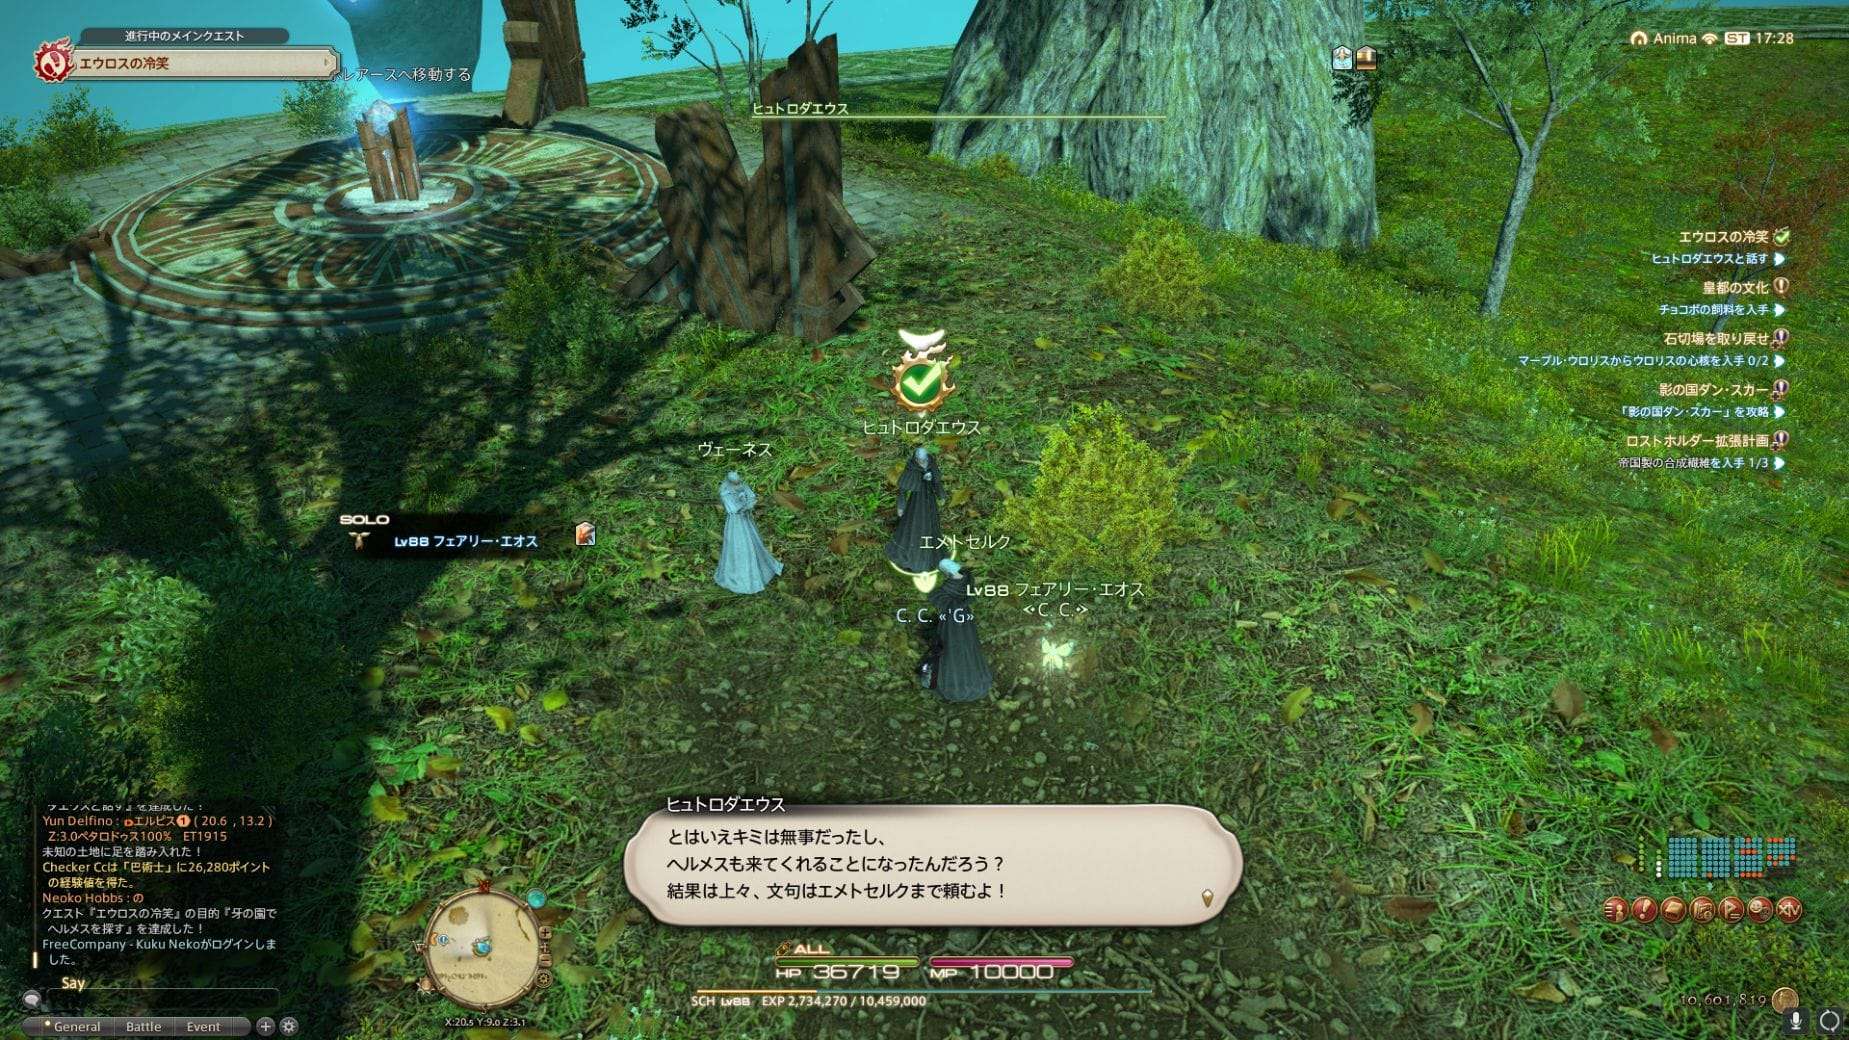 進行中のメインクエスト
エウロスの冷笑
レアースへ移動する
ヒュトロダエウス
Anima ST 17:28
エウロスの冷笑
ヒュトロダエウスと話す
皇都の文化
チョコボの飼料を入手
石切場を取り戻せ
マーブル・ウロリスからウロリスの心核を入手 0/2
影の国ダン・スカー
「影の国ダン・スカー」を攻略
ロストホルダー拡張計画
帝国製の合成繊維を入手 1/3
ヒュトロダエウス
ヴェーネス
SOLO
Lv88 フェアリー・エオス
エメトセルク
Lv88 フェアリー・エオス
«C. C.»
C. C. «'G»
ヒュトロダエウス
とはいえキミは無事だったし、
ヘルメスも来てくれることになったんだろう？
結果は上々、文句はエメトセルクまで頼むよ！
ダエウスと話す』を達成した！
Yun Delfino : エルピス1 ( 20.6 , 13.2 )
Z:3.0ペタロドゥス100% ET1915
未知の土地に足を踏み入れた！
Checker Ccは「巴術士」に26,280ポイント
の経験値を得た。
Neoko Hobbs : の
クエスト『エウロスの冷笑』の目的『牙の園で
ヘルメスを探す』を達成した！
FreeCompany - Kuku Nekoがログインしま
した。
Say
General Battle Event
X:20.5 Y:9.0 Z:3.1
ALL
HP 36719 MP 10000
SCH Lv88 EXP 2,734,270 / 10,459,000
10,601,819
XIV